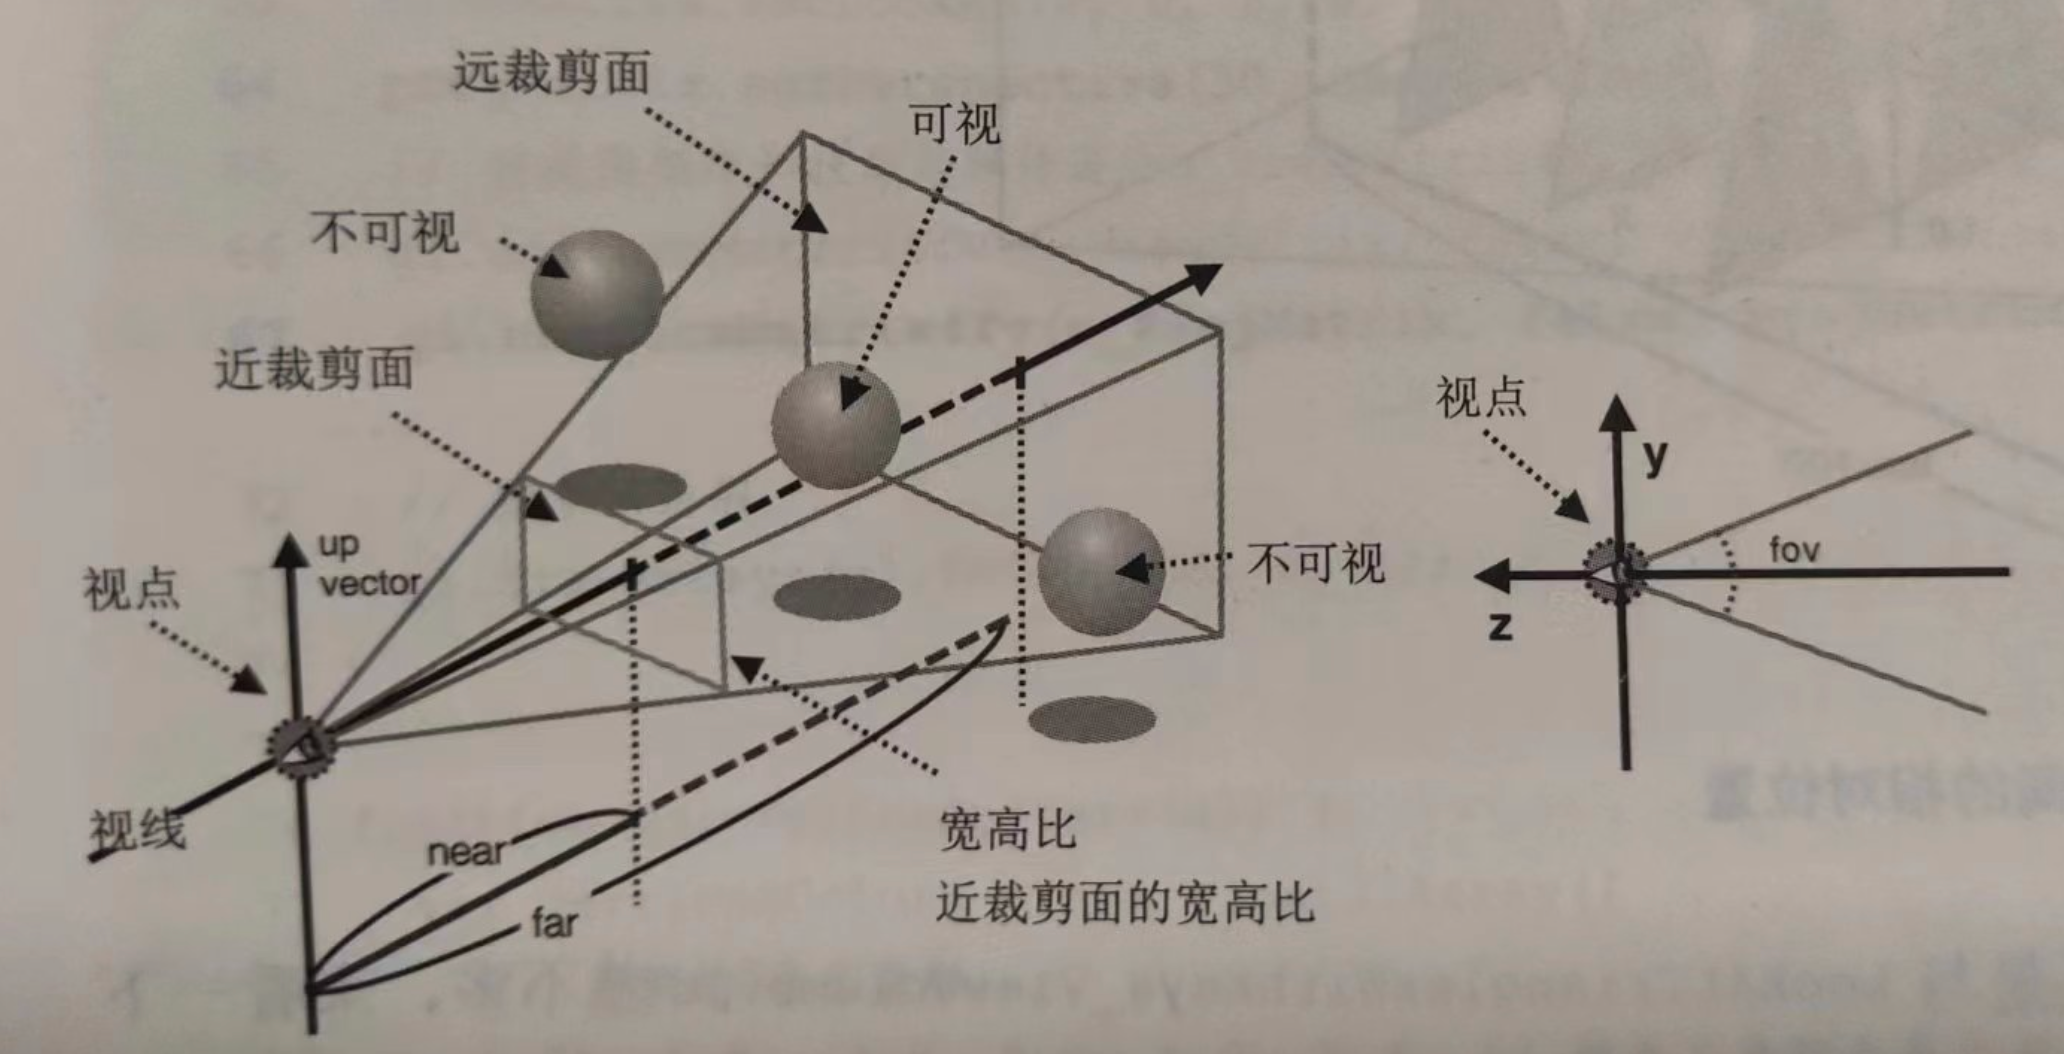 远裁剪面
可视
不可视
近裁剪面
up
vector
视点
视线
near
far
不可视
宽高比
近裁剪面的宽高比
视点
y
fov
z